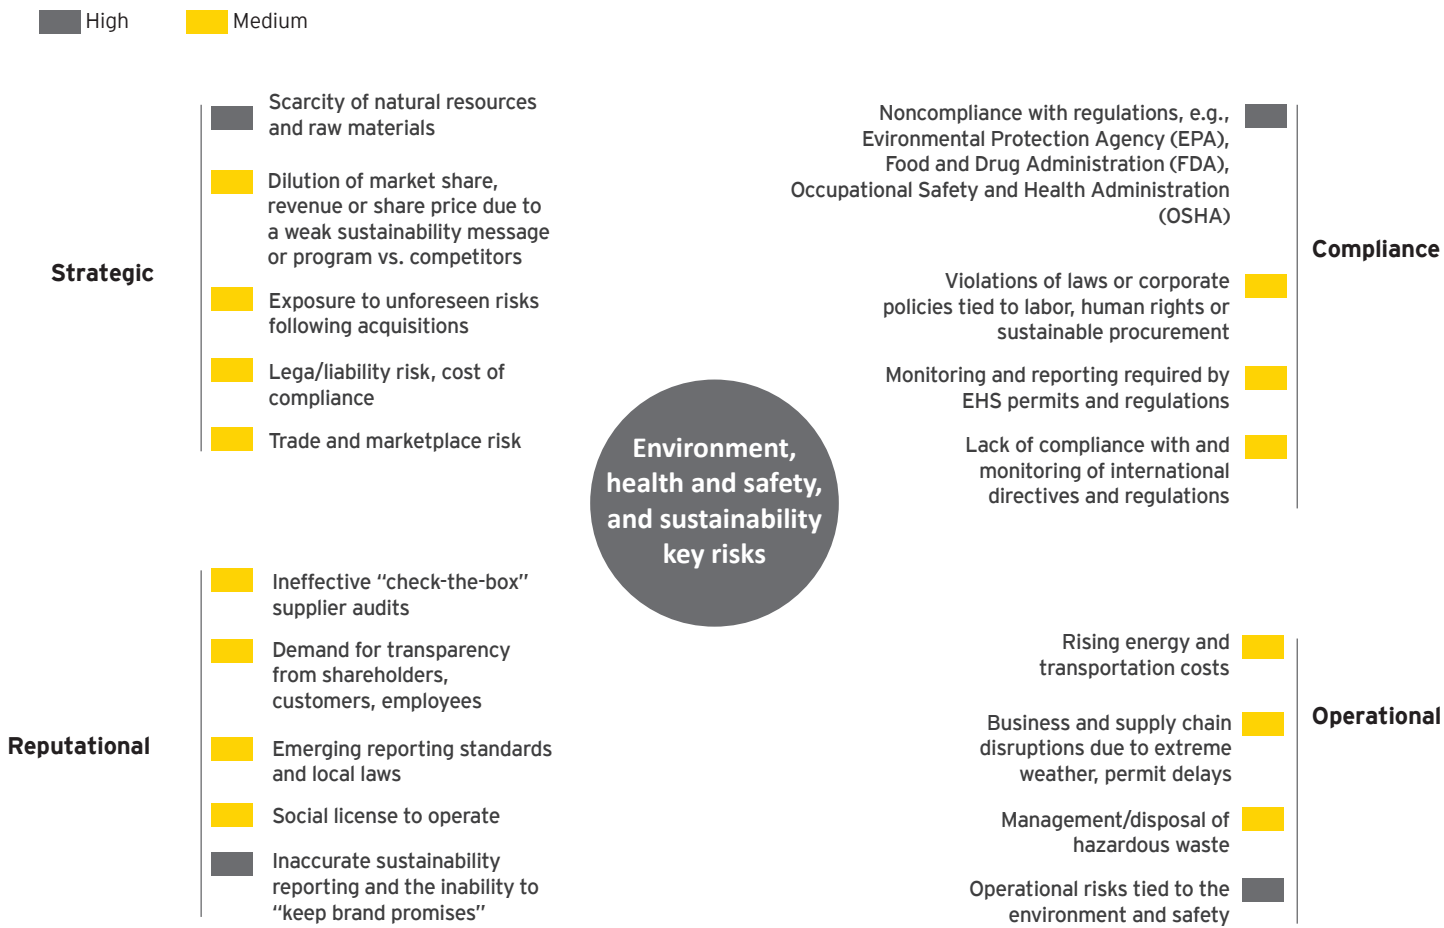 High
Medium
Strategic
Scarcity of natural resources
and raw materials
Dilution of market share,
revenue or share price due to
a weak sustainability message
or program vs. competitors
Exposure to unforeseen risks
following acquisitions
Lega/liability risk, cost of
compliance
Trade and marketplace risk
Compliance
Noncompliance with regulations, e.g.,
Evironmental Protection Agency (EPA),
Food and Drug Administration (FDA),
Occupational Safety and Health Administration
(OSHA)
Violations of laws or corporate
policies tied to labor, human rights or
sustainable procurement
Monitoring and reporting required by
EHS permits and regulations
Lack of compliance with and
monitoring of international
directives and regulations
Environment,
health and safety,
and sustainability
key risks
Reputational
Ineffective “check-the-box”
supplier audits
Demand for transparency
from shareholders,
customers, employees
Emerging reporting standards
and local laws
Social license to operate
Inaccurate sustainability
reporting and the inability to
“keep brand promises”
Operational
Rising energy and
transportation costs
Business and supply chain
disruptions due to extreme
weather, permit delays
Management/disposal of
hazardous waste
Operational risks tied to the
environment and safety